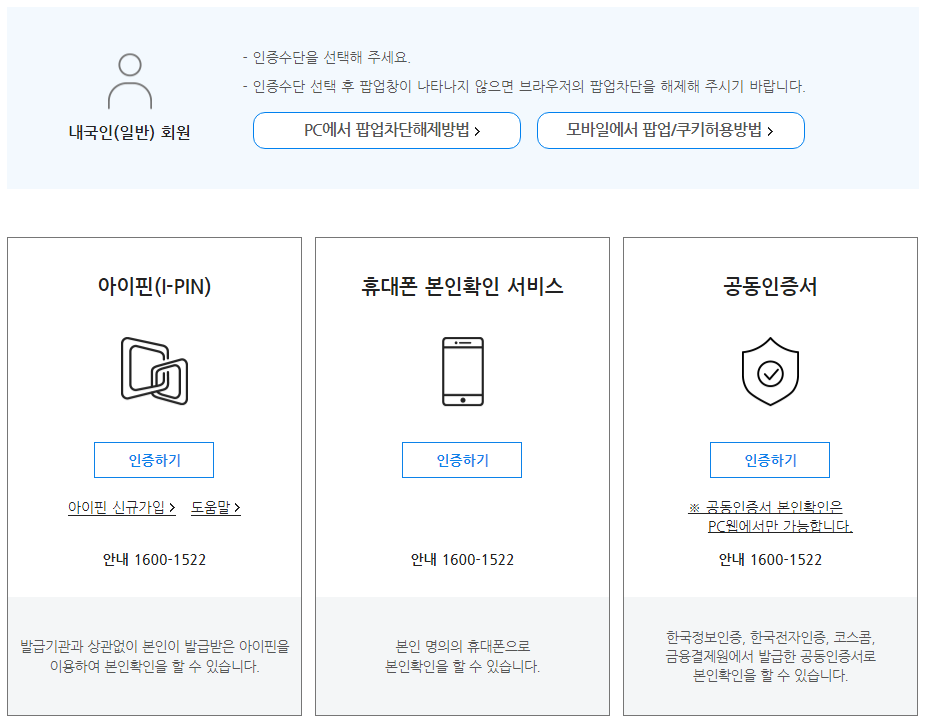 - 인증수단을 선택해 주세요.
- 인증수단 선택 후 팝업창이 나타나지 않으면 브라우저의 팝업차단을 해제해 주시기 바랍니다.
내국인(일반) 회원
PC에서 팝업차단해제방법 >
모바일에서 팝업/쿠키허용방법 >
아이핀(I-PIN)
인증하기
아이핀 신규가입 >
도움말 >
안내 1600-1522
발급기관과 상관없이 본인이 발급받은 아이핀을
이용하여 본인확인을 할 수 있습니다.
휴대폰 본인확인 서비스
인증하기
안내 1600-1522
본인 명의의 휴대폰으로
본인확인을 할 수 있습니다.
공동인증서
인증하기
※ 공동인증서 본인확인은
PC웹에서만 가능합니다.
안내 1600-1522
한국정보인증, 한국전자인증, 코스콤,
금융결제원에서 발급한 공동인증서로
본인확인을 할 수 있습니다.